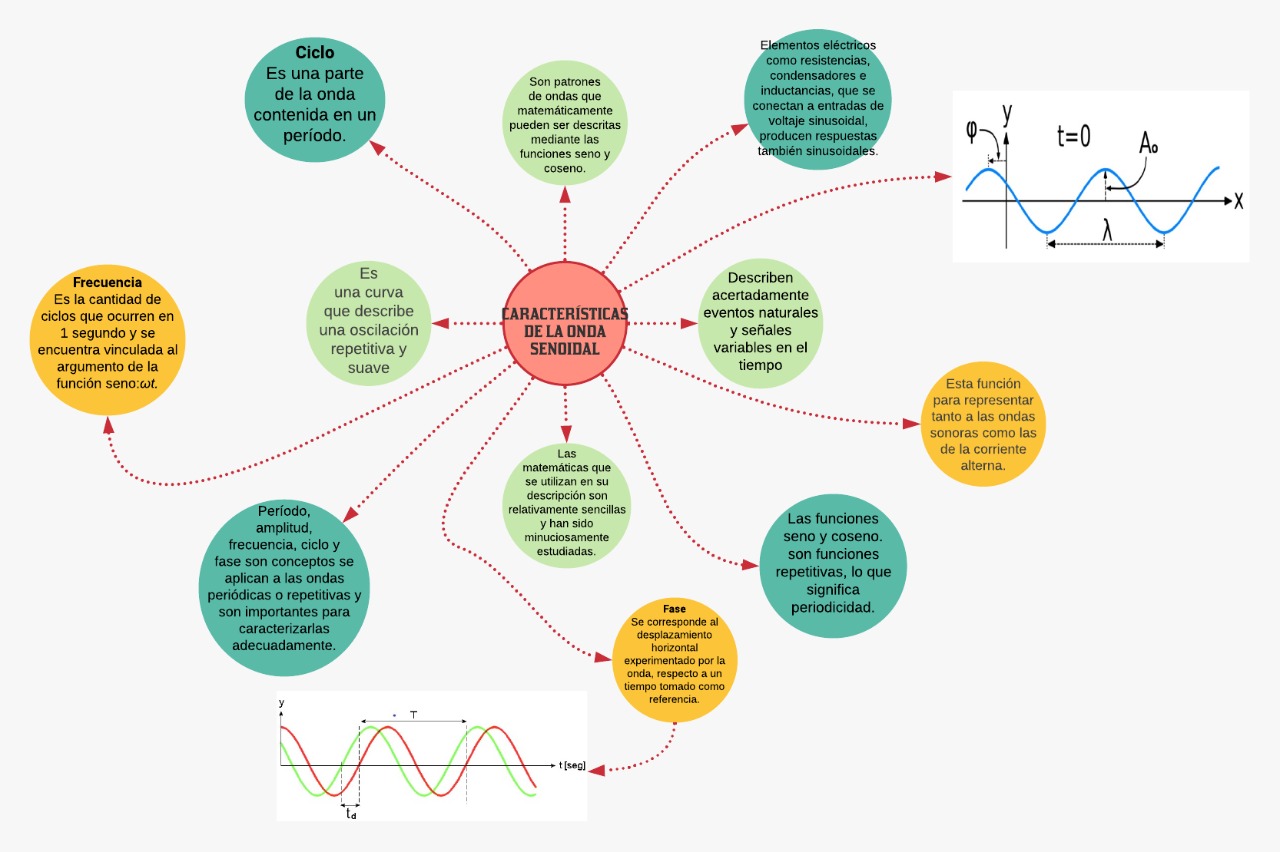 CARACTERÍSTICAS
DE LA ONDA
SENOIDAL
Ciclo
Es una parte
de la onda
contenida en un
período.
Son patrones
de ondas que
matemáticamente
pueden ser descritas
mediante las
funciones seno y
coseno.
Elementos eléctricos
como resistencias,
condensadores e
inductancias, que se
conectan a entradas de
voltaje sinusoidal,
producen respuestas
también sinusoidales.
φ
y
t=0
A₀
x
λ
Frecuencia
Es la cantidad de
ciclos que ocurren en
1 segundo y se
encuentra vinculada al
argumento de la
función seno:ωt.
Es
una curva
que describe
una oscilación
repetitiva y
suave
Describen
acertadamente
eventos naturales
y señales
variables en el
tiempo
Esta función
para representar
tanto a las ondas
sonoras como las
de la corriente
alterna.
Período,
amplitud,
frecuencia, ciclo y
fase son conceptos se
aplican a las ondas
periódicas o repetitivas y
son importantes para
caracterizarlas
adecuadamente.
Las
matemáticas que
se utilizan en su
descripción son
relativamente sencillas
y han sido
minuciosamente
estudiadas.
Las funciones
seno y coseno.
son funciones
repetitivas, lo que
significa
periodicidad.
Fase
Se corresponde al
desplazamiento
horizontal
experimentado por la
onda, respecto a un
tiempo tomado como
referencia.
y
T
t [seg]
td